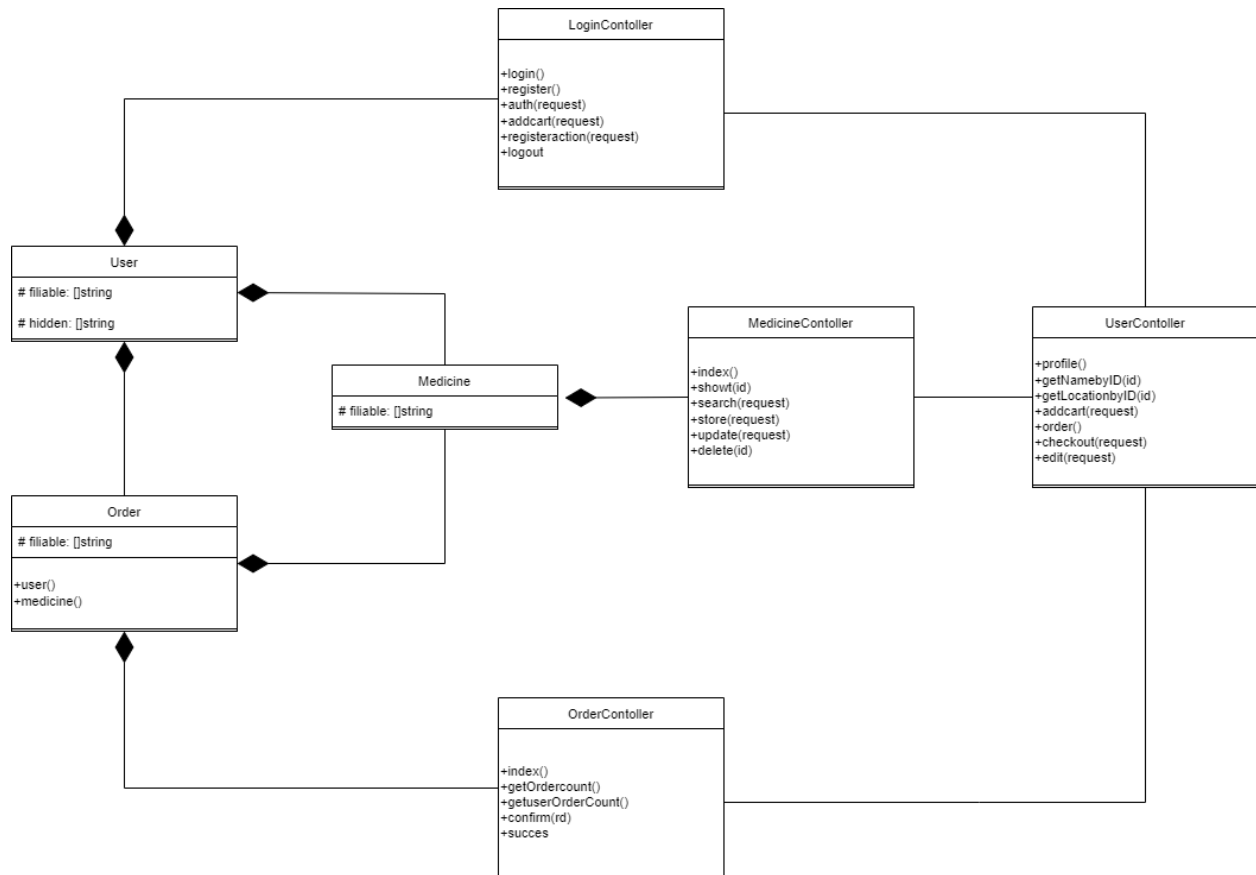 LoginContoller
+login()
+register()
+auth(request)
+addcart(request)
+registeraction(request)
+logout
User
# filiable: []string
# hidden: []string
Medicine
# filiable: []string
MedicineContoller
+index()
+showt(id)
+search(request)
+store(request)
+update(request)
+delete(id)
UserContoller
+profile()
+getNamebyID(id)
+getLocationbyID(id)
+addcart(request)
+order()
+checkout(request)
+edit(request)
Order
# filiable: []string
+user()
+medicine()
OrderContoller
+index()
+getOrdercount()
+getuserOrderCount()
+confirm(rd)
+succes